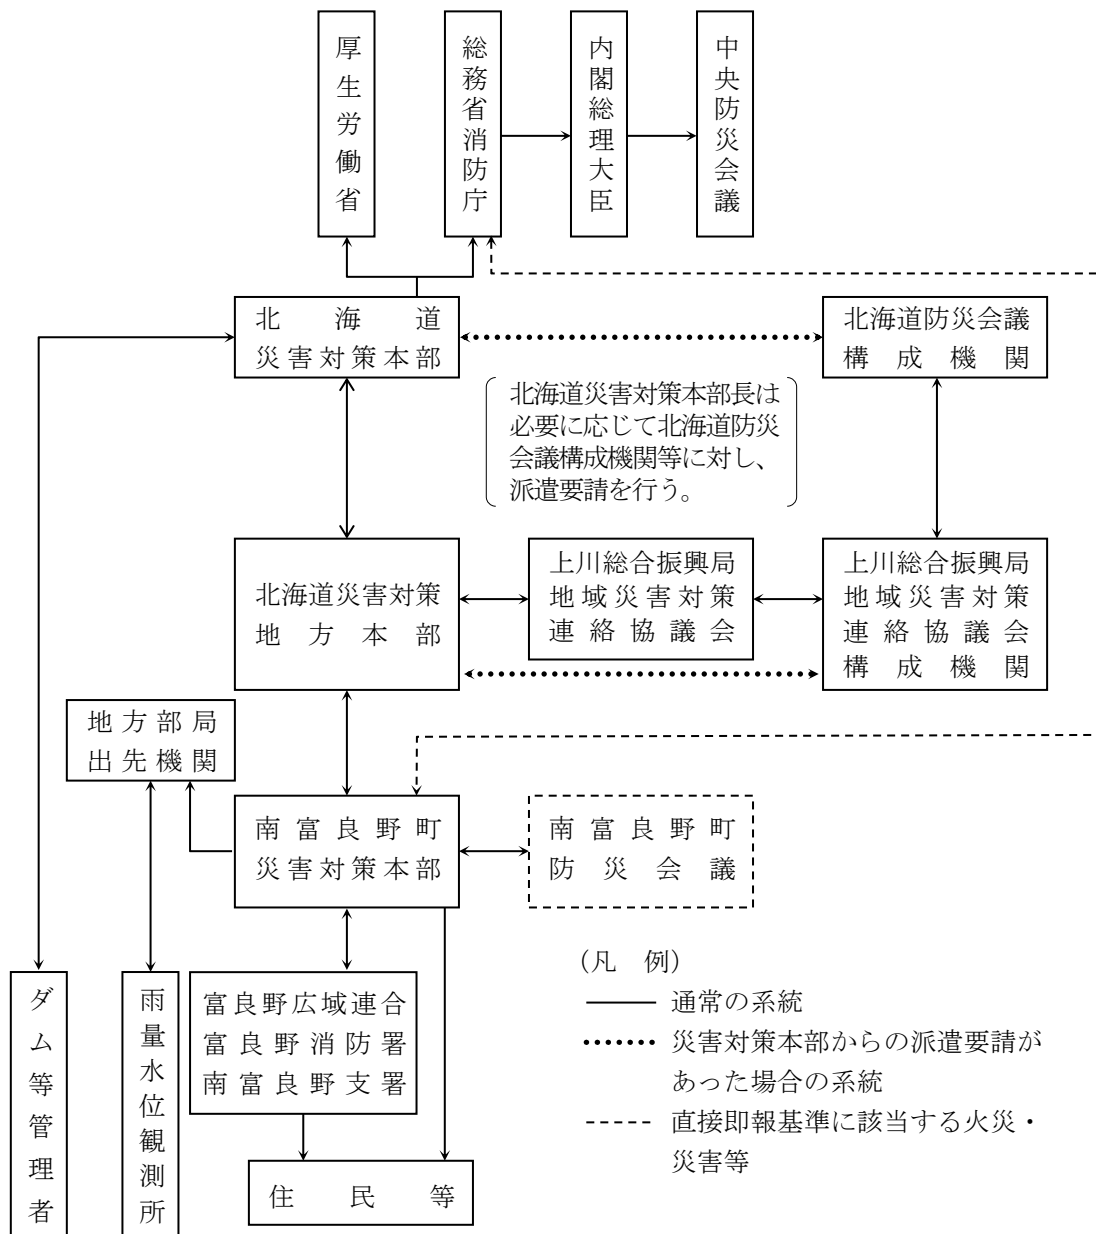 厚生労働省
総務省消防庁
内閣総理大臣
中央防災会議
北海道
災害対策本部
北海道防災会議
構成機関
北海道災害対策本部長は
必要に応じて北海道防災
会議構成機関等に対し、
派遣要請を行う。
北海道災害対策
地方本部
上川総合振興局
地域災害対策
連絡協議会
上川総合振興局
地域災害対策
連絡協議会
構成機関
地方部局
出先機関
南富良野町
災害対策本部
南富良野町
防災会議
ダム等管理者
雨量水位観測所
富良野広域連合
富良野消防署
南富良野支署
住民等
(凡　例)
通常の系統
災害対策本部からの派遣要請が
あった場合の系統
直接即報基準に該当する火災・
災害等